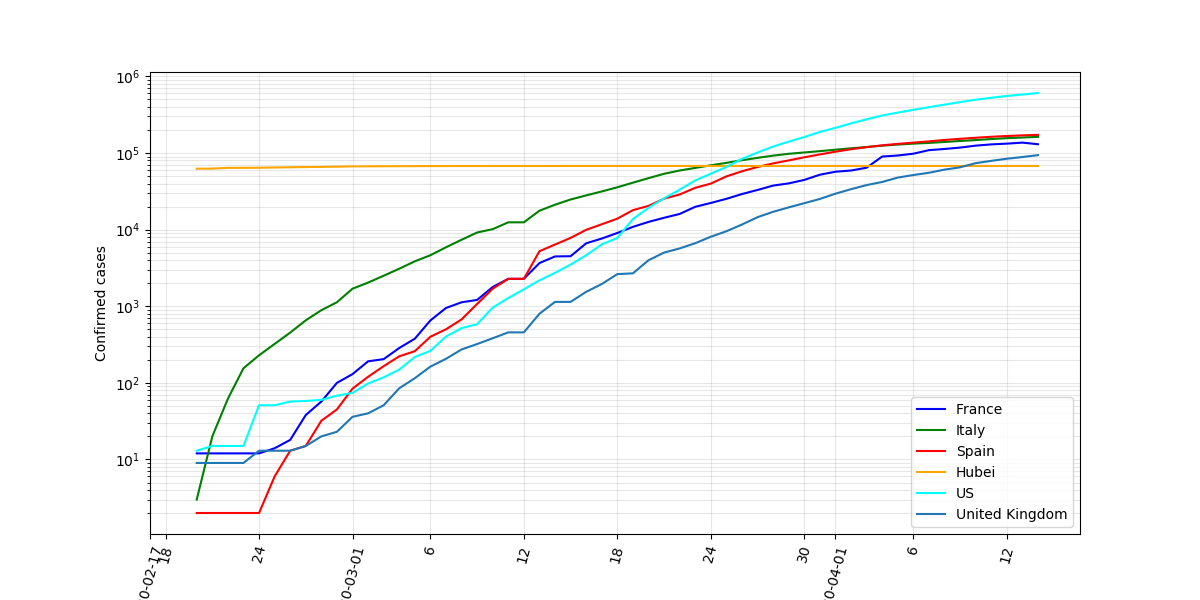 10^6
10^5
10^4
10^3
10^2
10^1
Confirmed cases
France
Italy
Spain
Hubei
US
United Kingdom
0-02-17
18
24
0-03-01
6
12
18
24
30
0-04-01
6
12